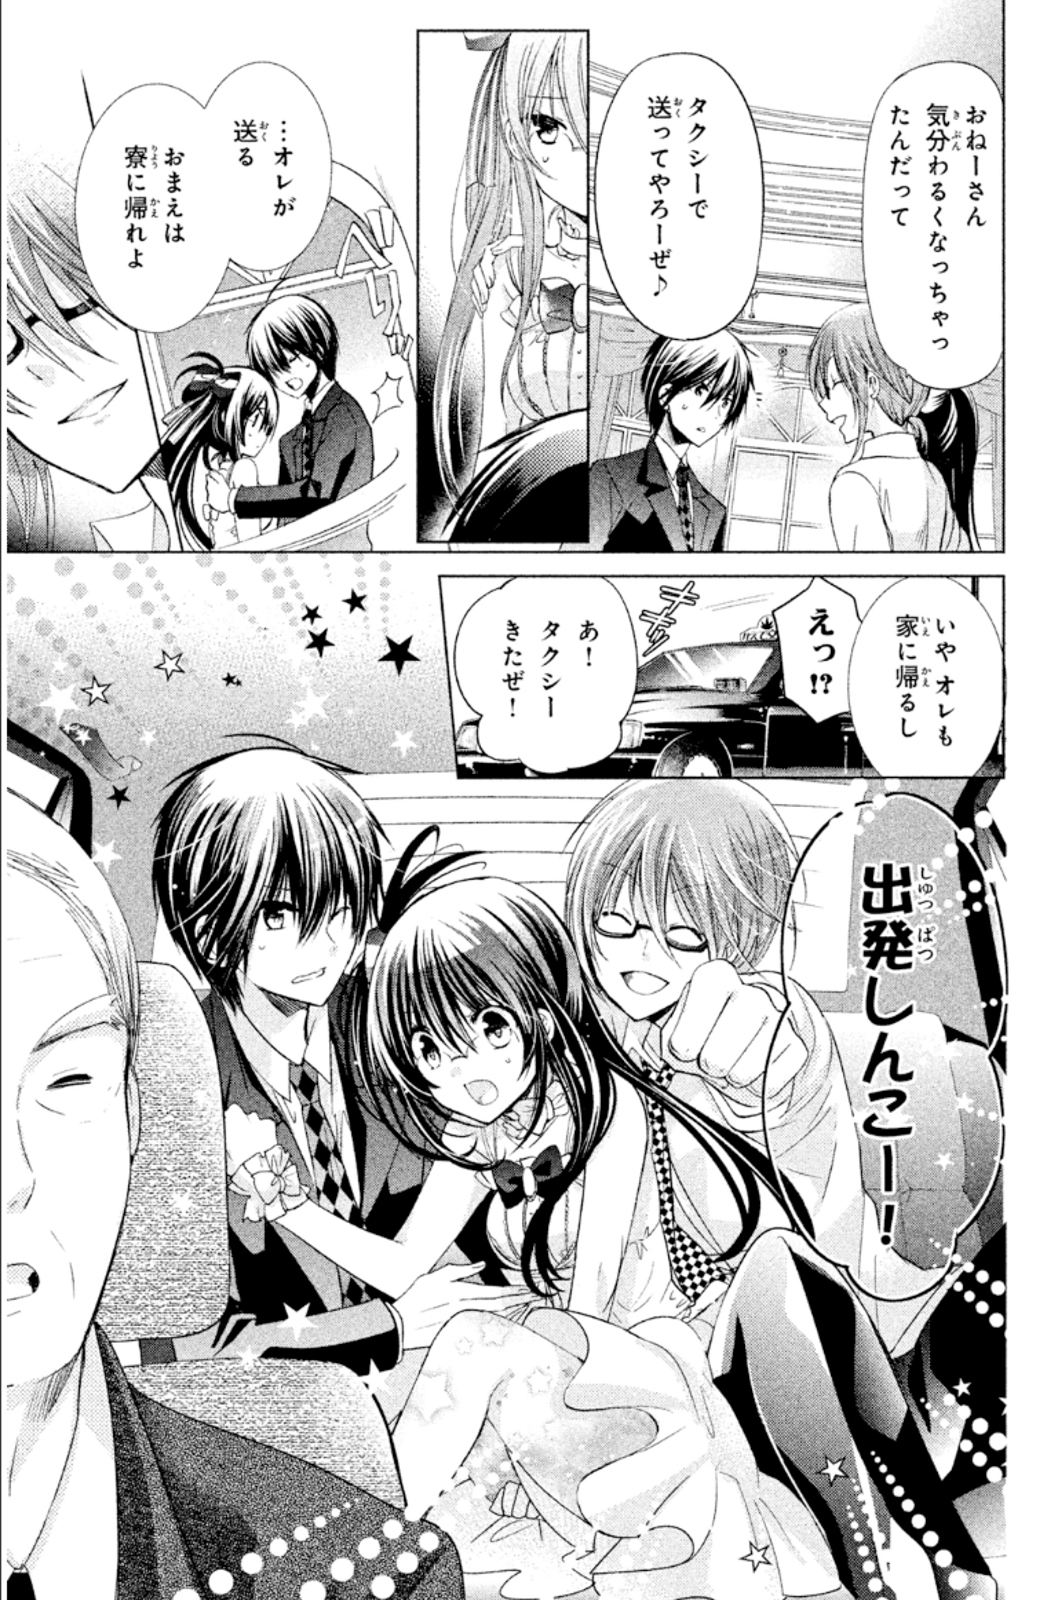 おねーさん
気分わるくなっちゃっ
たんだって
タクシーで
送ってやろーぜ♪
…オレが
送る
おまえは
寮に帰れよ
いやオレも
家に帰るし
えっ!?
キキッ
あ!
タクシー
きたぜ!
出発しんこー!